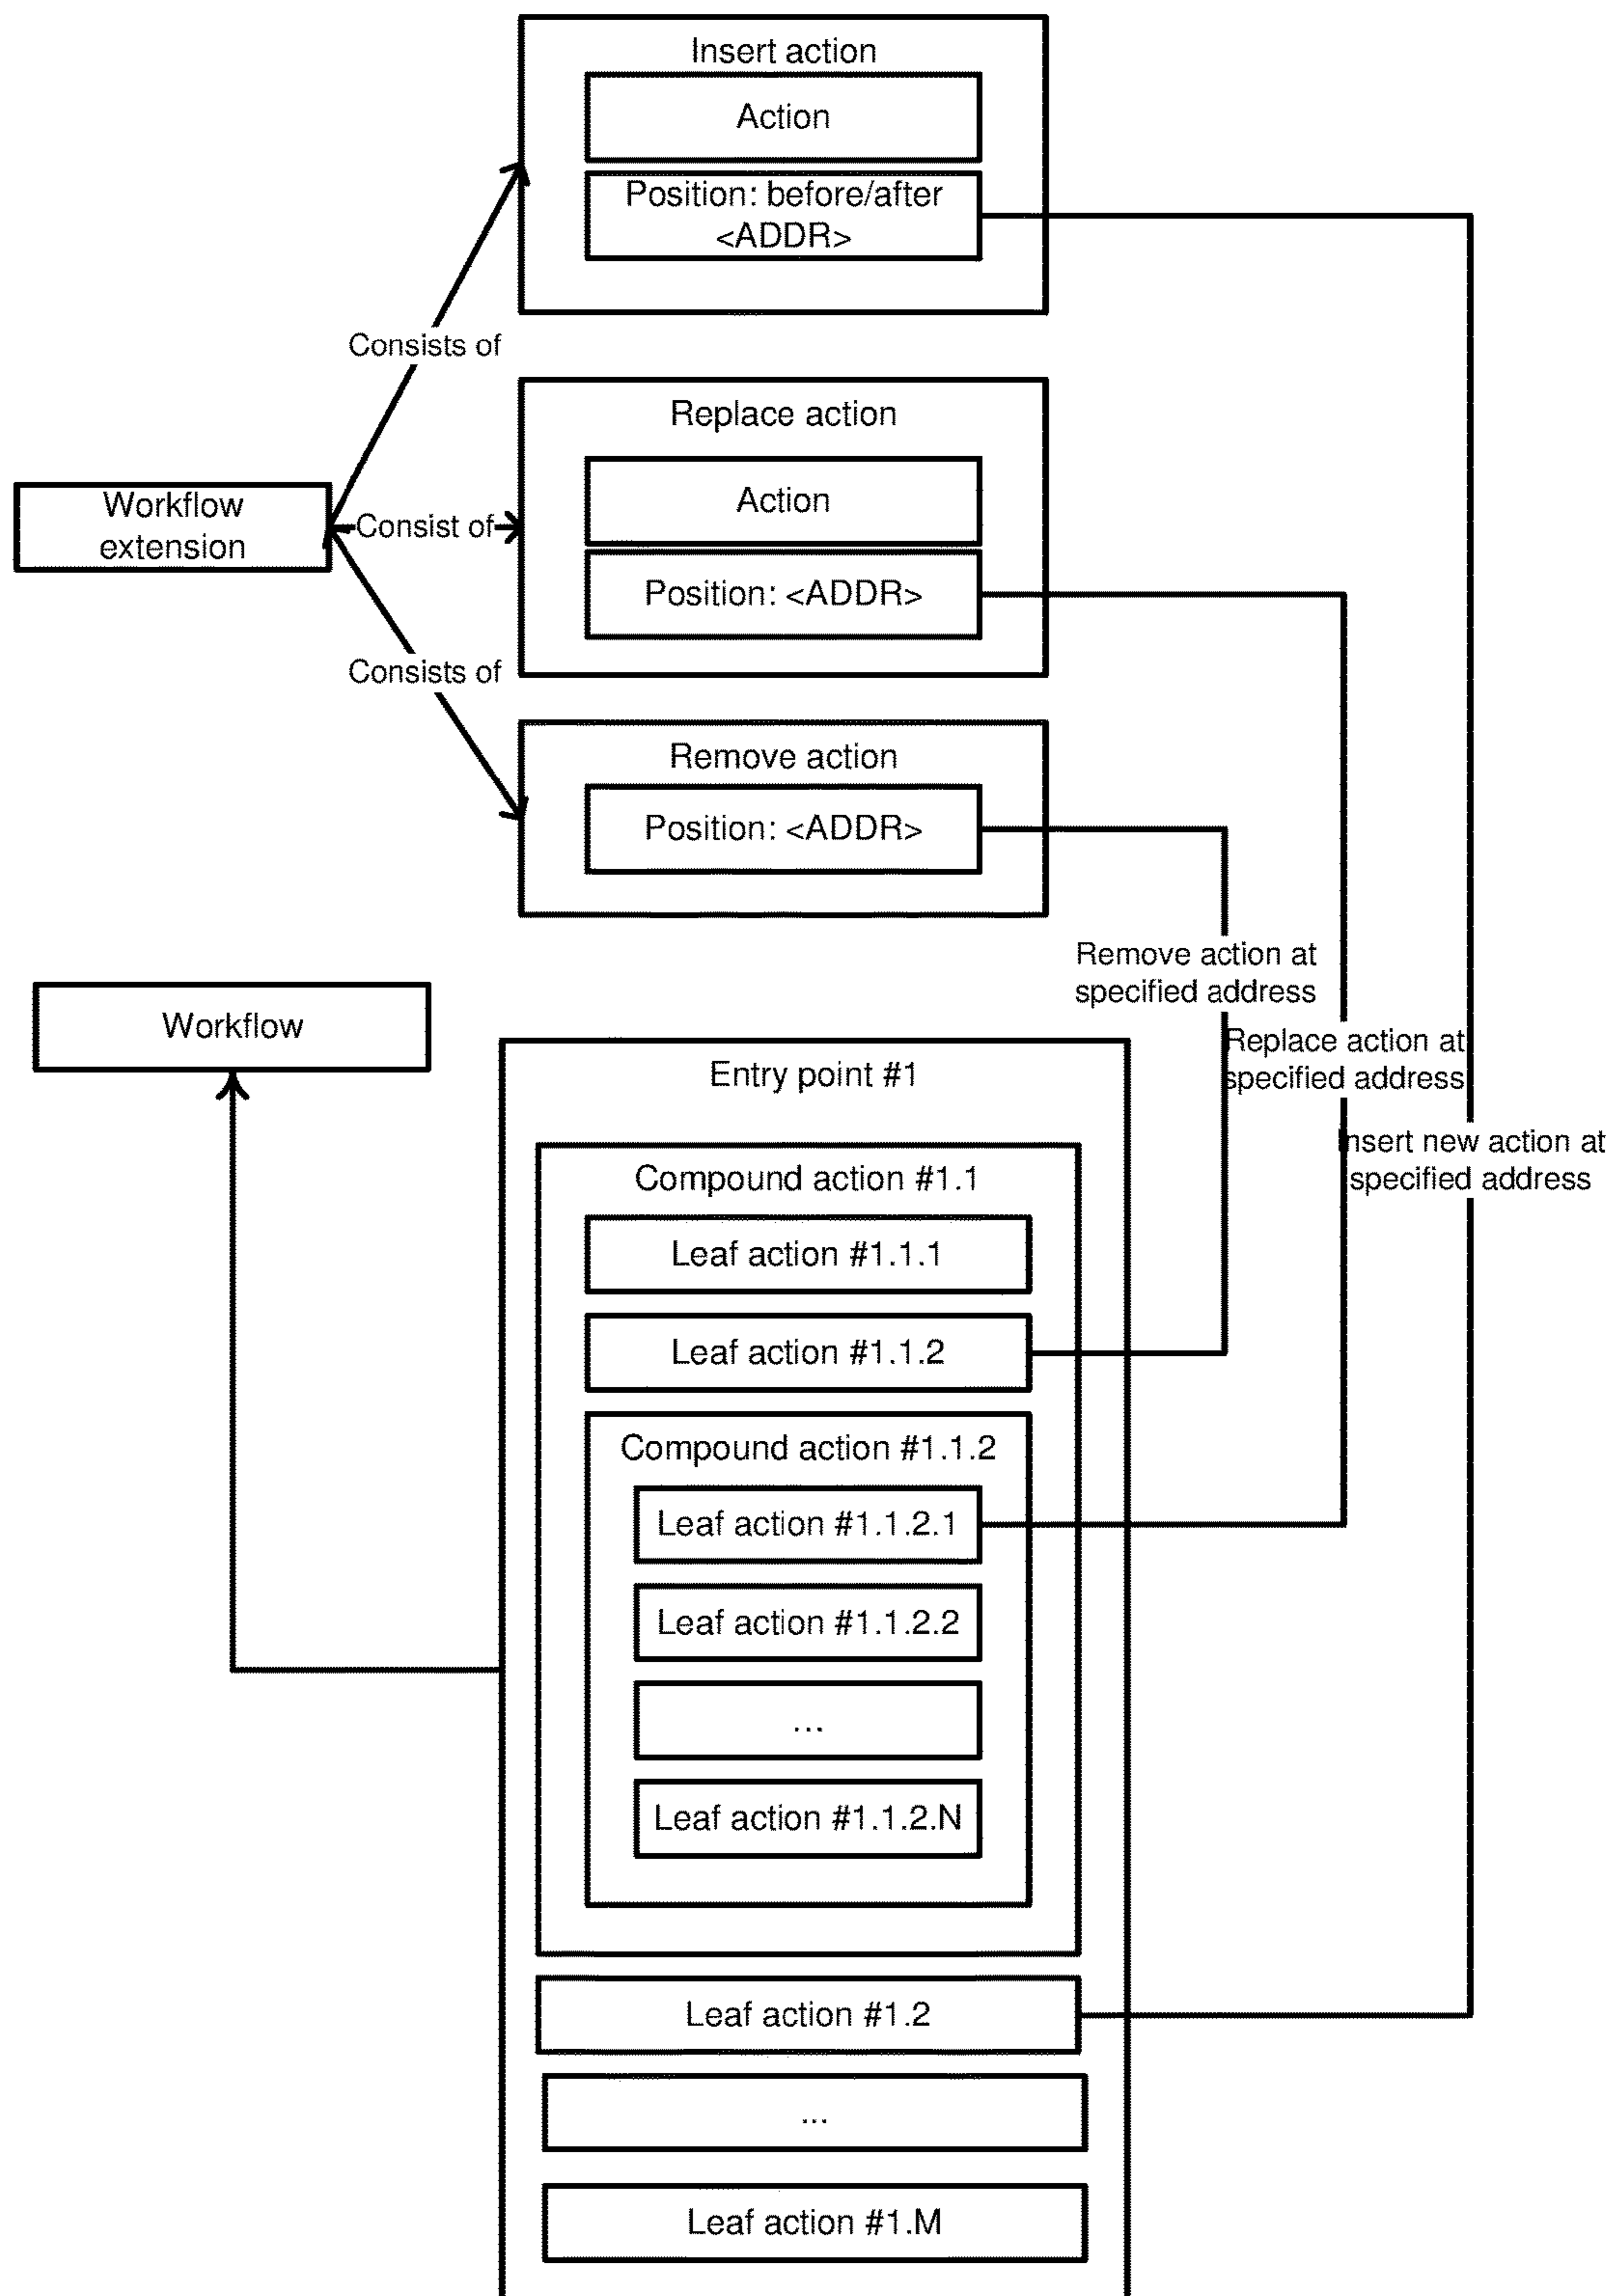 Insert action
Action
Position: before/after
<ADDR>
Consists of
Replace action
Action
Workflow
extension
Consist of
Position: <ADDR>
Consists of
Remove action
Position: <ADDR>
Remove action at
specified address
Workflow
Replace action at
specified address
Entry point #1
Insert new action at
specified address
Compound action #1.1
Leaf action #1.1.1
Leaf action #1.1.2
Compound action #1.1.2
Leaf action #1.1.2.1
Leaf action #1.1.2.2
...
Leaf action #1.1.2.N
Leaf action #1.2
...
Leaf action #1.M